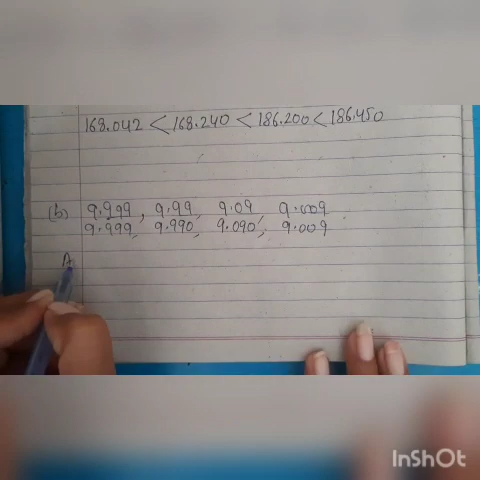 168.042 < 168.240 < 186.200 < 186.450
(b) 9.999, 9.99, 9.09, 9.009
9.999, 9.990, 9.090, 9.009
A
InShOt